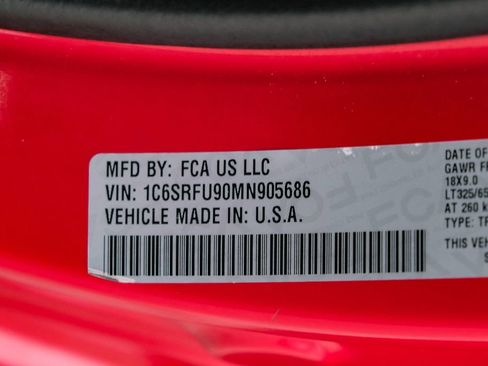 MFD BY: FCA US LLC
VIN: 1C6SRFU90MN905686
VEHICLE MADE IN: U.S.A.
DATE OF
GAWR
18X9.0
LT325/65
AT 260
TYPE:
THIS